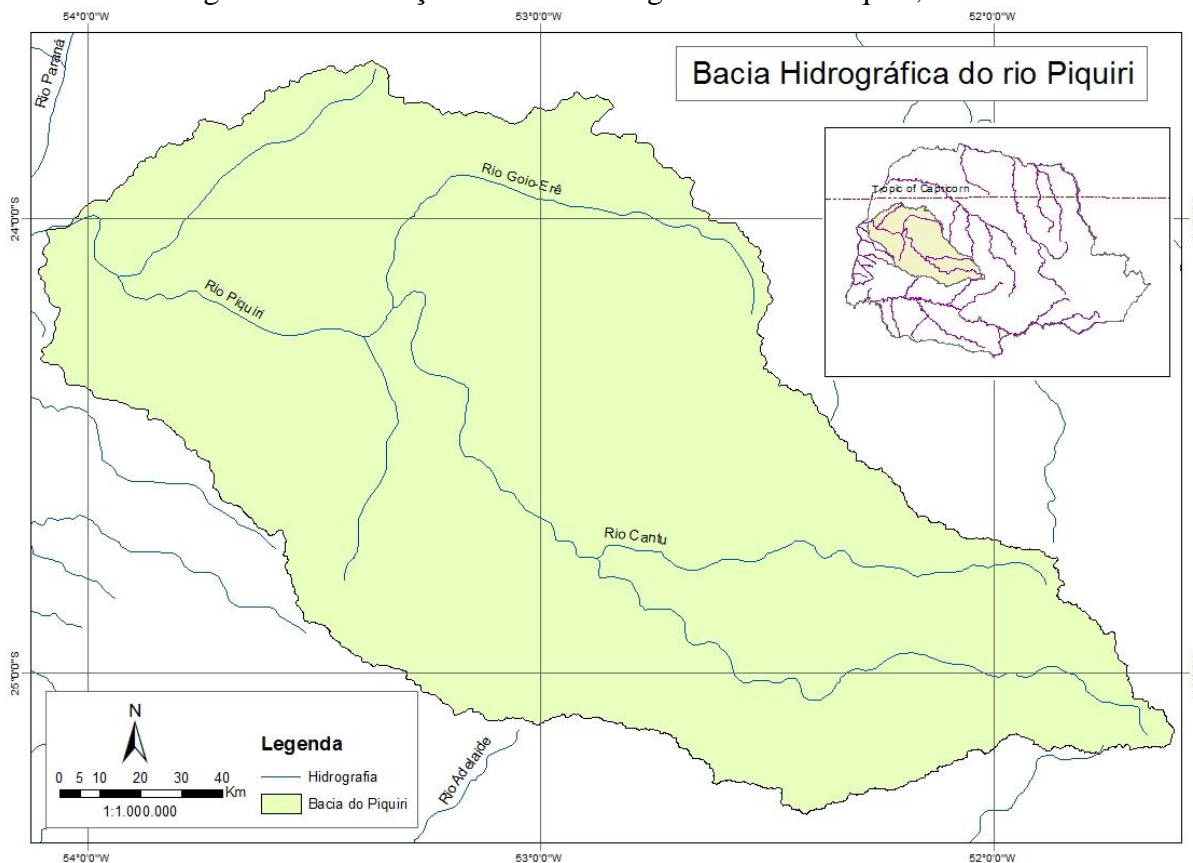 54°0'0"W
53°0'0"W
52°0'0"W
Rio Paraná
Bacia Hidrográfica do rio Piquiri
Tropic of Capricorn
Rio Goio-Erê
24°0'0"S
Rio Piquiri
Rio Cantu
25°0'0"S
N
Legenda
0 5 10 20 30 40
Km
1:1.000.000
Hidrografia
Bacia do Piquiri
Rio Adelaide
54°0'0"W
53°0'0"W
52°0'0"W